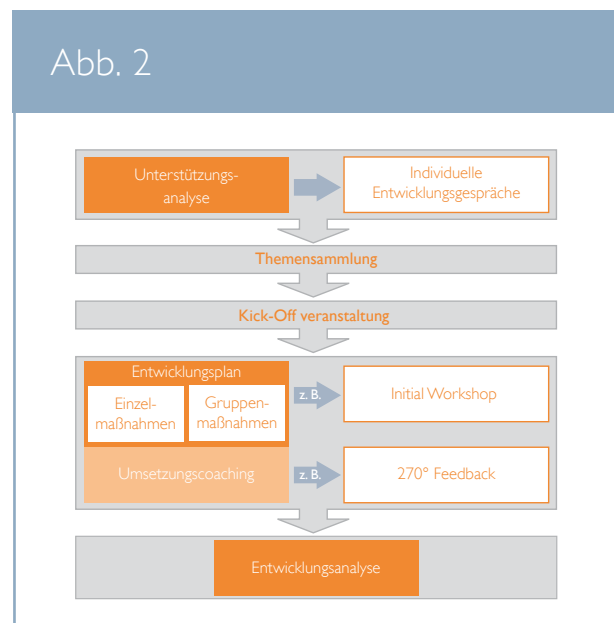 Abb. 2
Unterstützungs-
analyse
Individuelle
Entwicklungsgespräche
Themensammlung
Kick-Off veranstaltung
Entwicklungsplan
Einzel-
maßnahmen
Gruppen-
maßnahmen
z. B.
Initial Workshop
Umsetzungscoaching
z. B.
270° Feedback
Entwicklungsanalyse